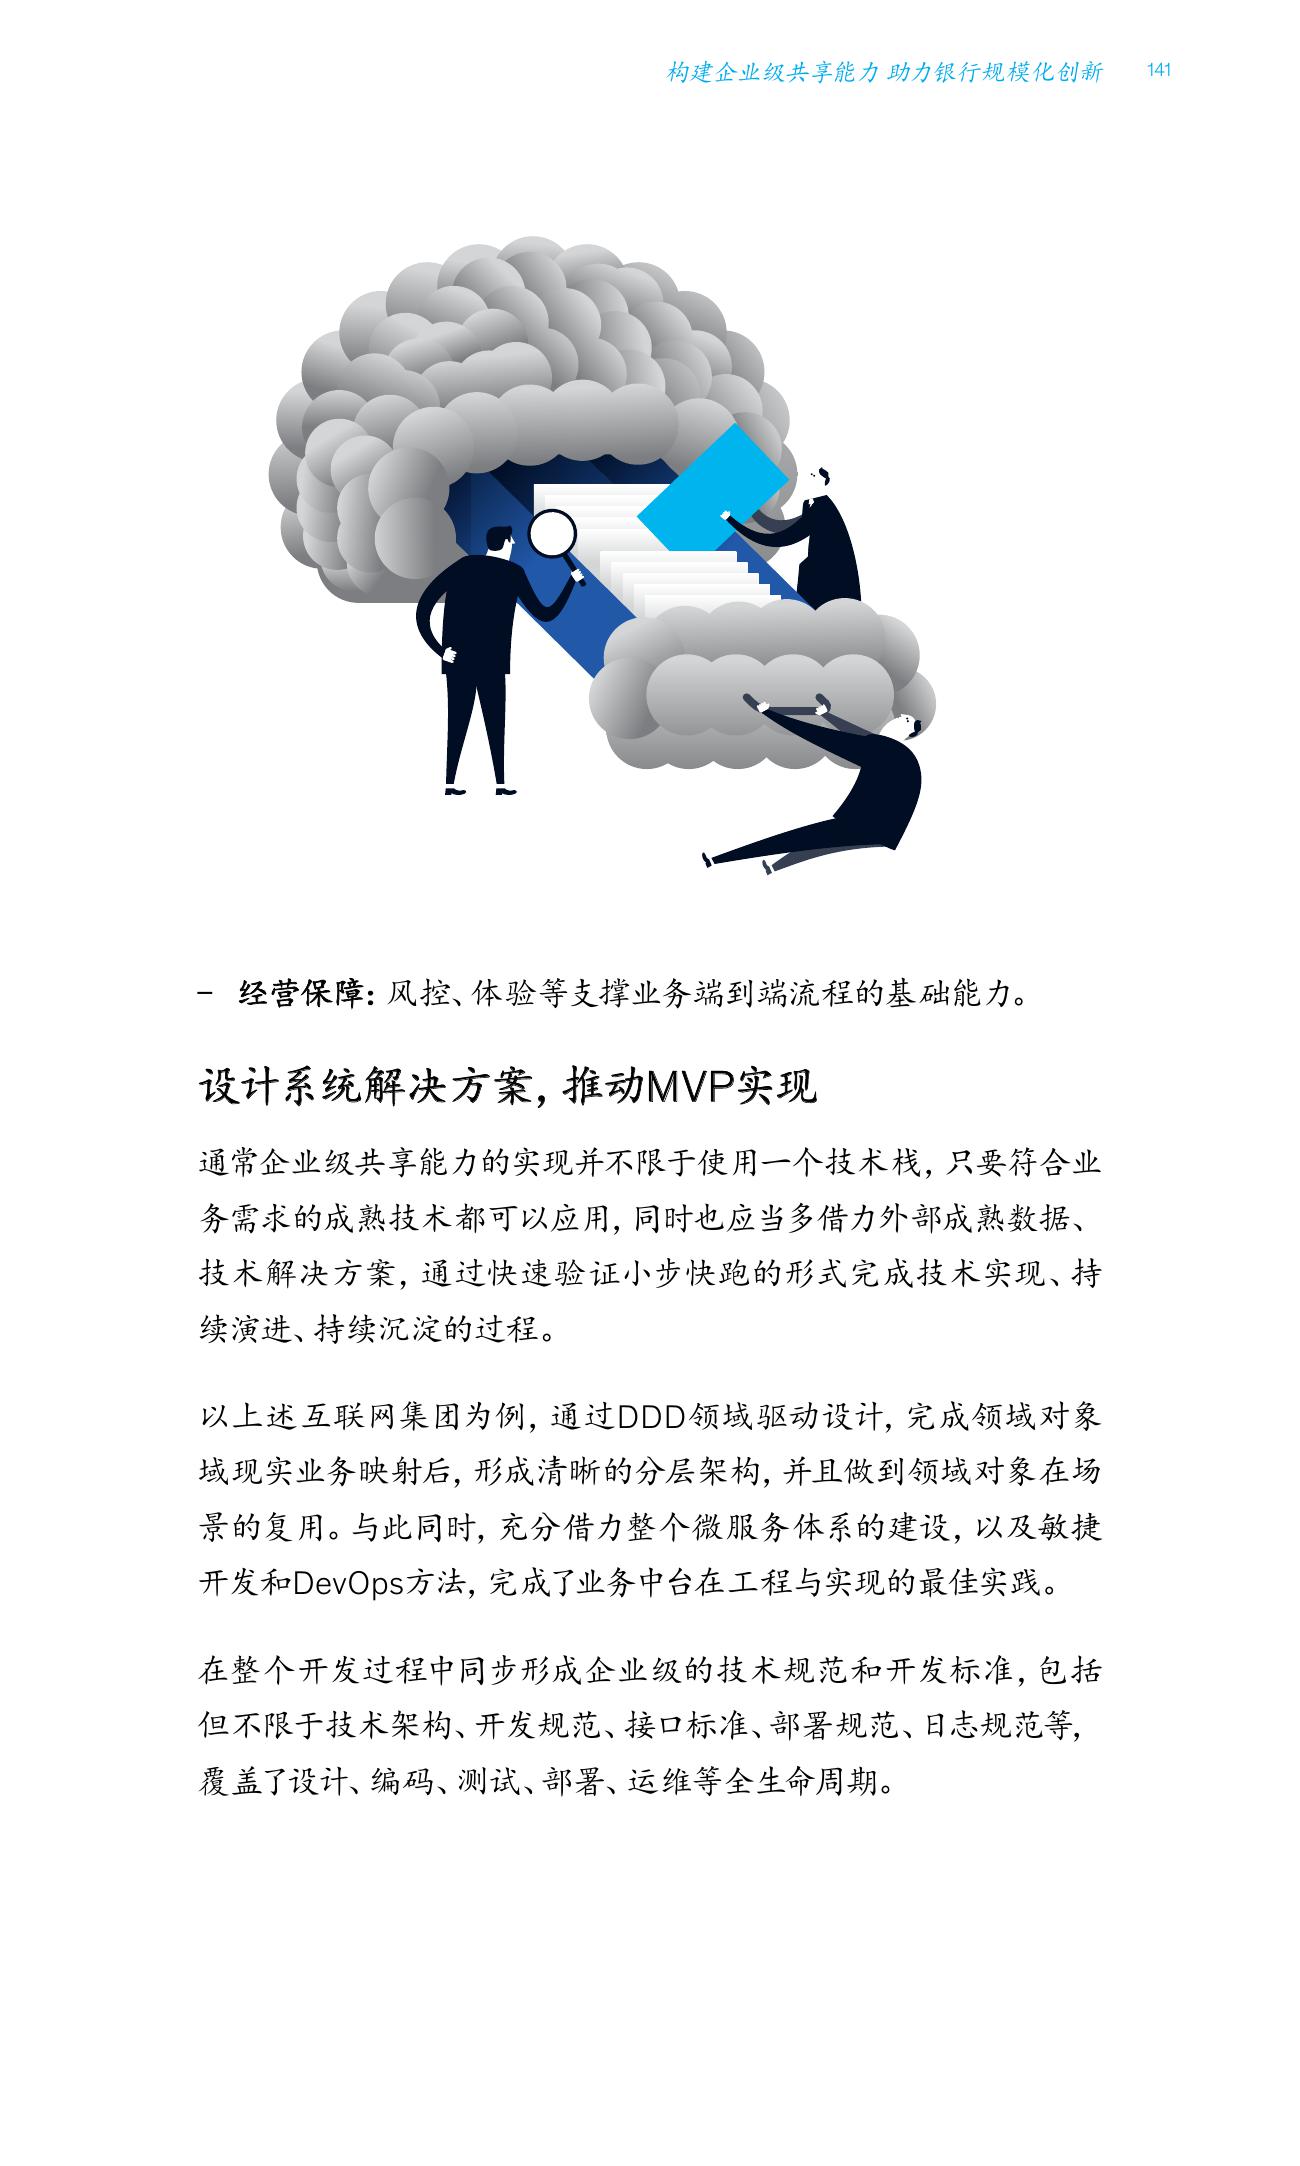 构建企业级共享能力 助力银行规模化创新 141
– 经营保障：风控、体验等支撑业务端到端流程的基础能力。
设计系统解决方案，推动MVP实现
通常企业级共享能力的实现并不限于使用一个技术栈，只要符合业
务需求的成熟技术都可以应用，同时也应当多借力外部成熟数据、
技术解决方案，通过快速验证小步快跑的形式完成技术实现、持
续演进、持续沉淀的过程。
以上述互联网集团为例，通过DDD领域驱动设计，完成领域对象
域现实业务映射后，形成清晰的分层架构，并且做到领域对象在场
景的复用。与此同时，充分借力整个微服务体系的建设，以及敏捷
开发和DevOps方法，完成了业务中台在工程与实现的最佳实践。
在整个开发过程中同步形成企业级的技术规范和开发标准，包括
但不限于技术架构、开发规范、接口标准、部署规范、日志规范等，
覆盖了设计、编码、测试、部署、运维等全生命周期。